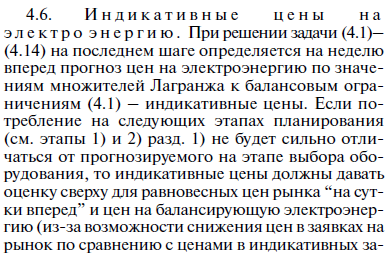 4.6. Индикативные цены на
электроэнергию. При решении задачи (4.1)–
(4.14) на последнем шаге определяется на неделю
вперед прогноз цен на электроэнергию по значе-
ниям множителей Лагранжа к балансовым огра-
ничениям (4.1) – индикативные цены. Если по-
требление на следующих этапах планирования
(см. этапы 1) и 2) разд. 1) не будет сильно отли-
чаться от прогнозируемого на этапе выбора обо-
рудования, то индикативные цены должны давать
оценку сверху для равновесных цен рынка “на сут-
ки вперед” и цен на балансирующую электроэнер-
гию (из-за возможности снижения цен в заявках на
рынок по сравнению с ценами в индикативных за-